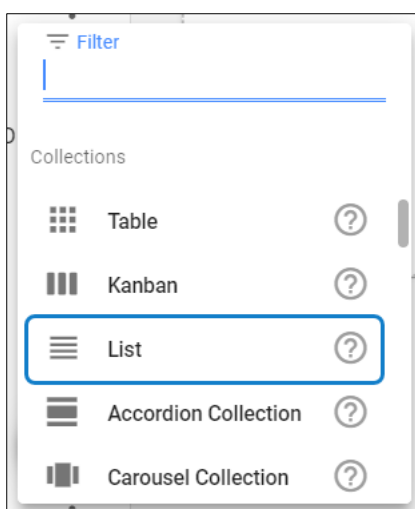 Filter
Collections
Table
Kanban
List
Accordion Collection
Carousel Collection